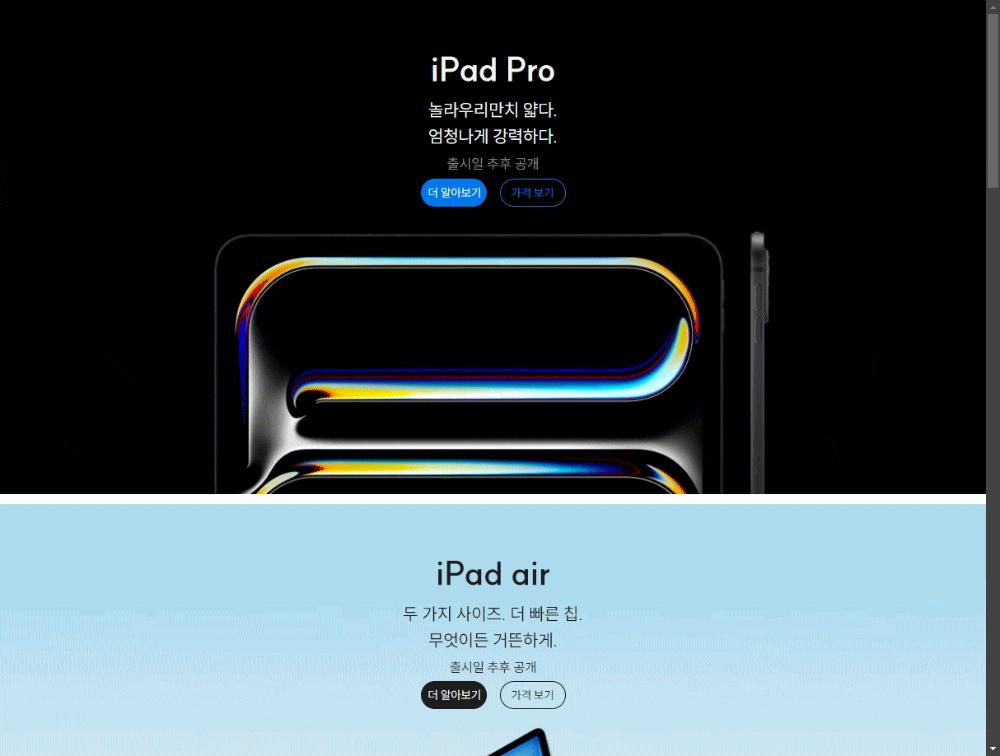 iPad Pro
놀라우리만치 얇다.
엄청나게 강력하다.
출시일 추후 공개
더 알아보기
가격 보기
iPad air
두 가지 사이즈. 더 빠른 칩.
무엇이든 거뜬하게.
출시일 추후 공개
더 알아보기
가격 보기